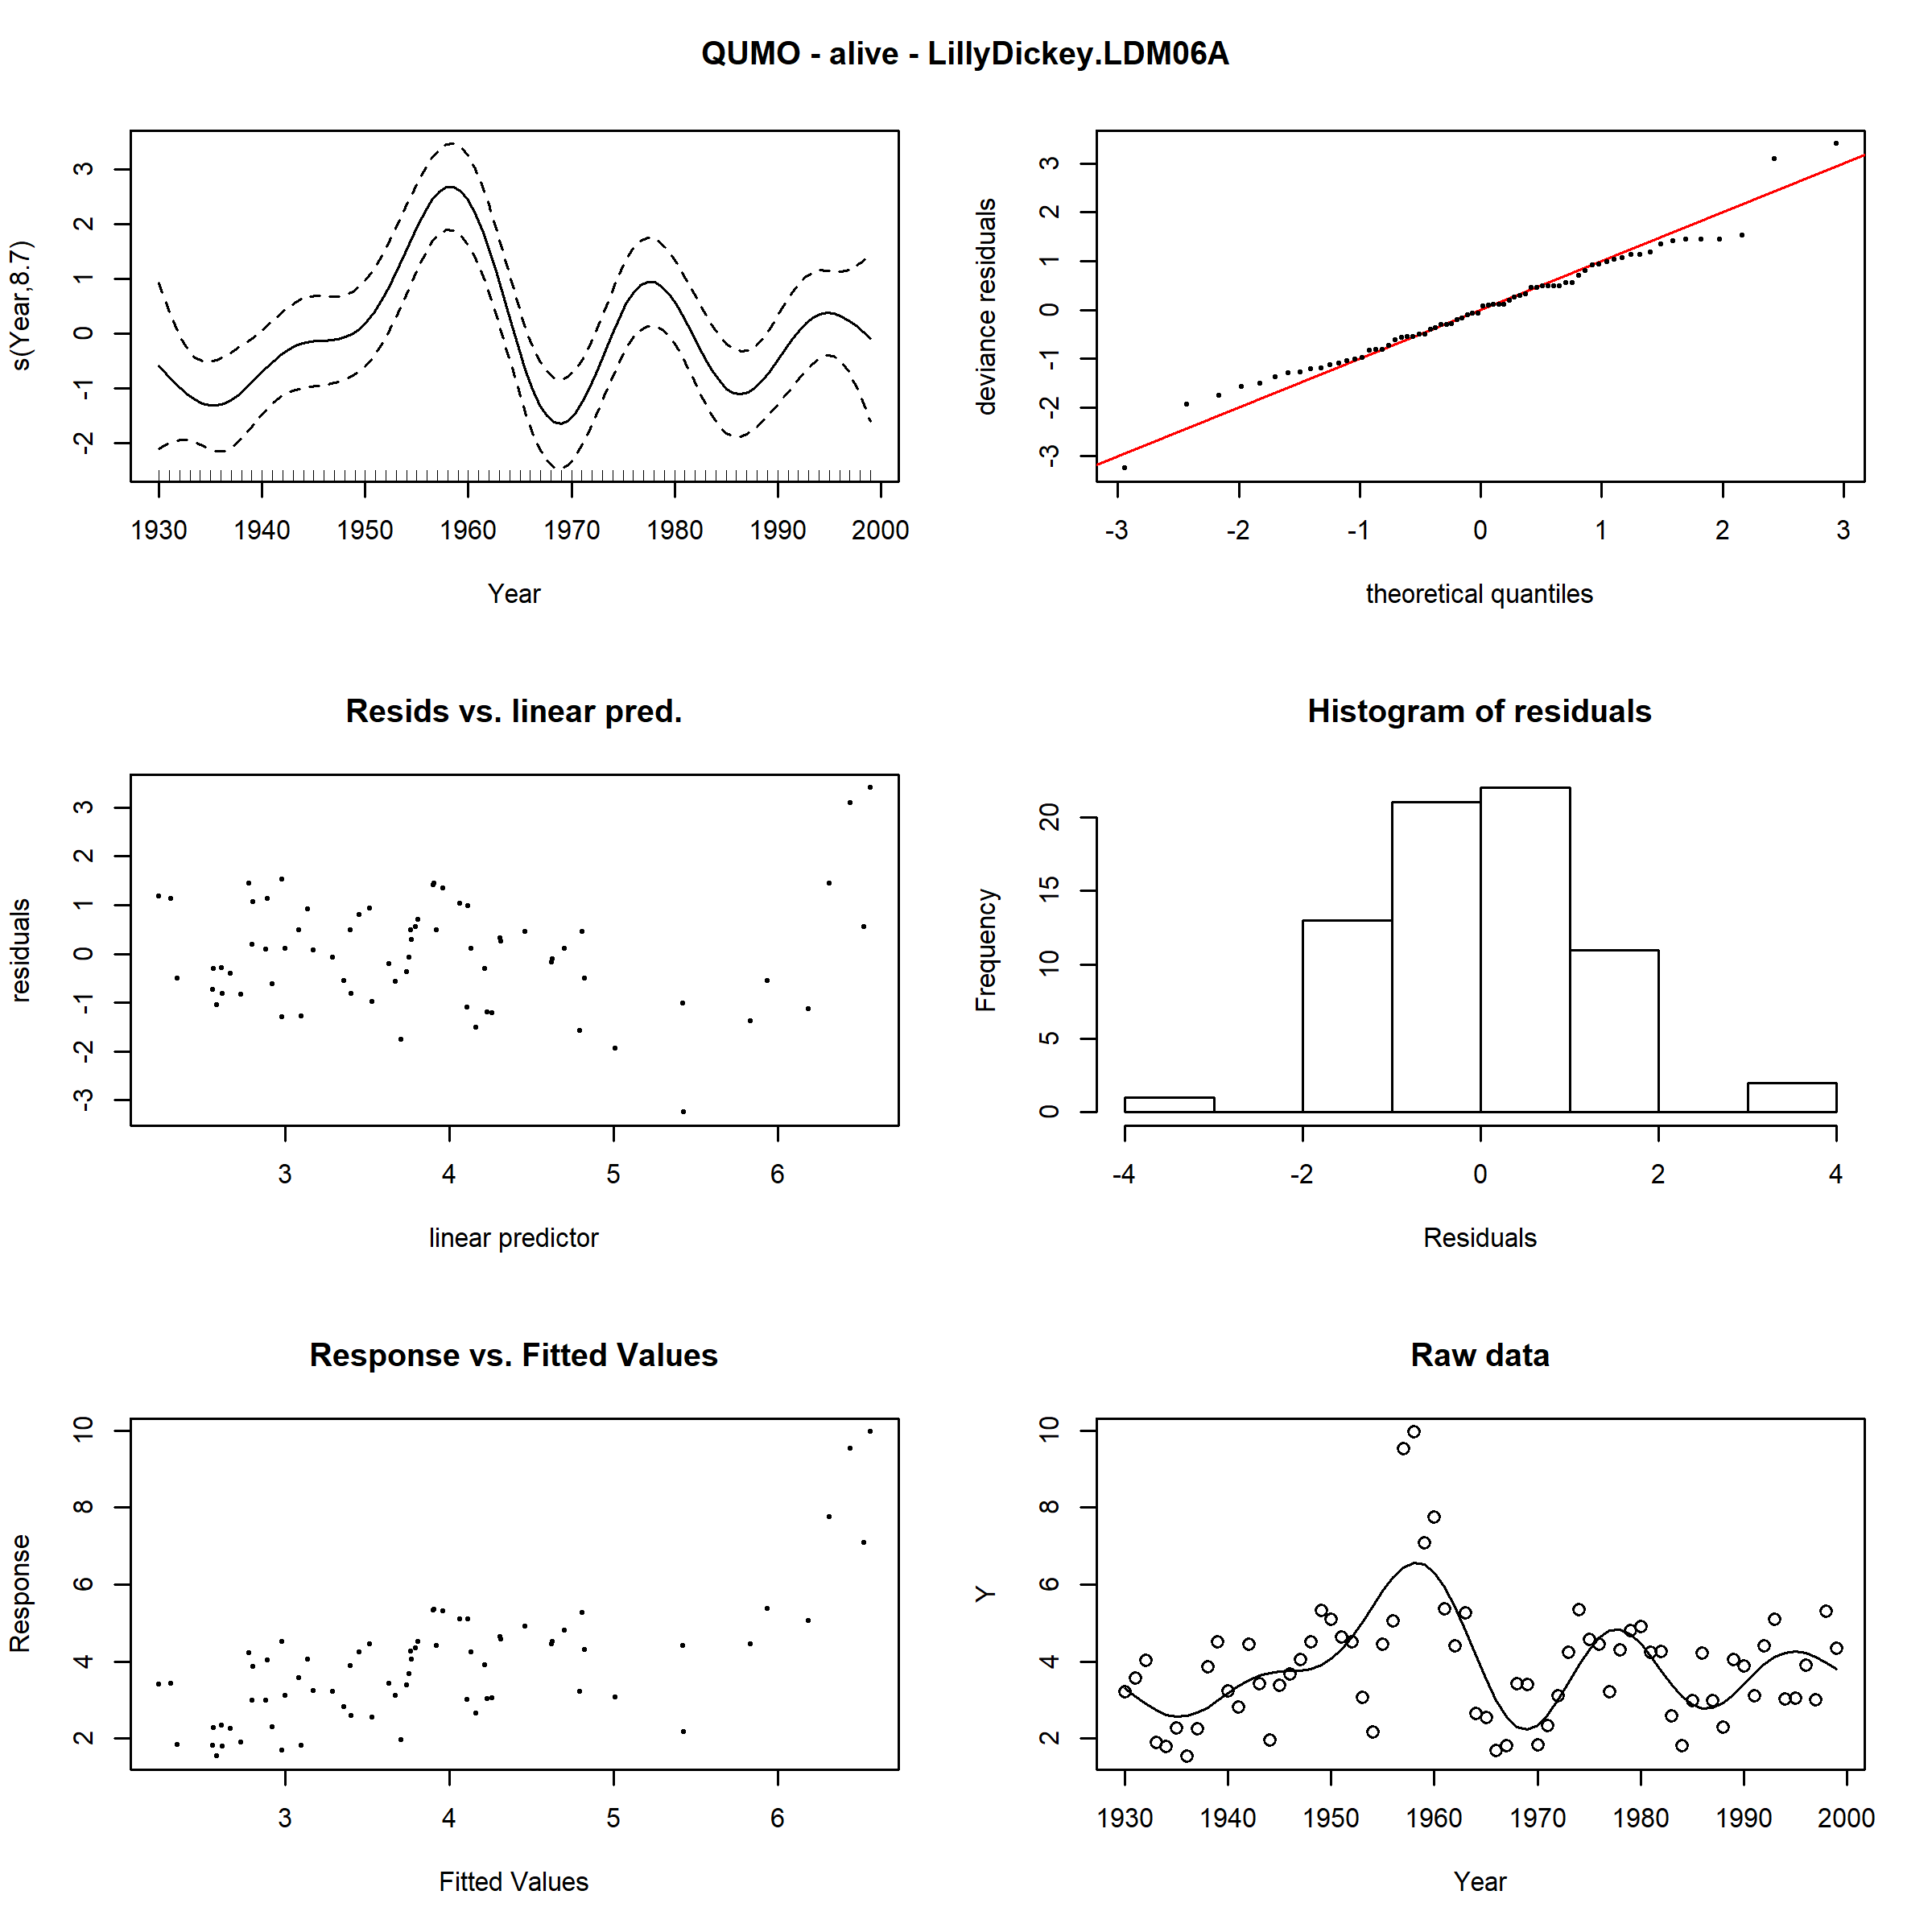 QUMO - alive - LillyDickey.LDM06A
s(Year,8.7)
3
2
1
0
-1
-2
1930 1940 1950 1960 1970 1980 1990 2000
Year
deviance residuals
3
2
1
0
-1
-2
-3
-3 -2 -1 0 1 2 3
theoretical quantiles
Resids vs. linear pred.
residuals
3
2
1
0
-1
-2
-3
3 4 5 6
linear predictor
Histogram of residuals
Frequency
20
15
10
5
0
-4 -2 0 2 4
Residuals
Response vs. Fitted Values
Response
10
8
6
4
2
3 4 5 6
Fitted Values
Raw data
Y
10
8
6
4
2
1930 1940 1950 1960 1970 1980 1990 2000
Year